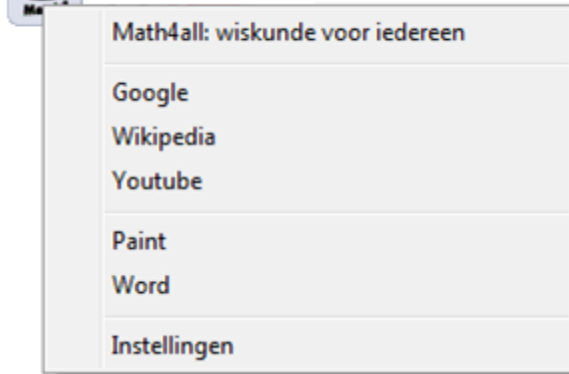 Math4all: wiskunde voor iedereen
Google
Wikipedia
Youtube
Paint
Word
Instellingen